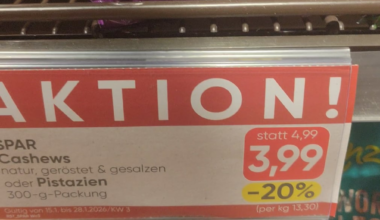 AKTION!
SPAR
Cashews
natur, geröstet & gesalzen
oder Pistazien
300-g-Packung
statt 4,99
3,99
-20%
(per kg 13,30)